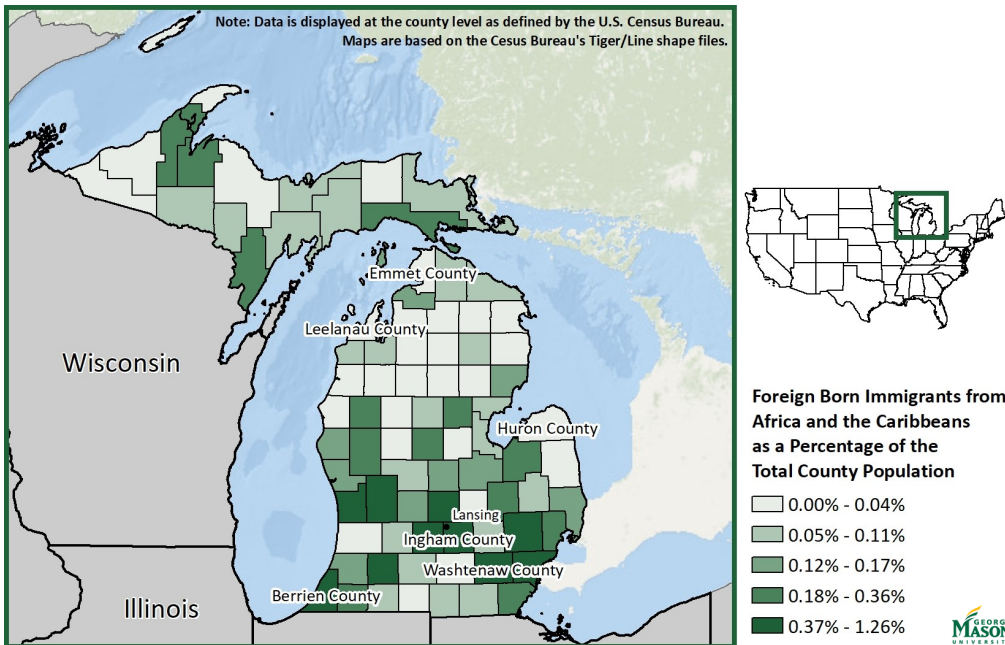 Note: Data is displayed at the county level as defined by the U.S. Census Bureau.
Maps are based on the Cesus Bureau's Tiger/Line shape files.
Emmet County
Leelanau County
Wisconsin
Huron County
Lansing
Ingham County
Washtenaw County
Berrien County
Illinois
Foreign Born Immigrants from
Africa and the Caribbeans
as a Percentage of the
Total County Population
0.00% - 0.04%
0.05% - 0.11%
0.12% - 0.17%
0.18% - 0.36%
0.37% - 1.26%
GEORGE
MASON
UNIVERSITY